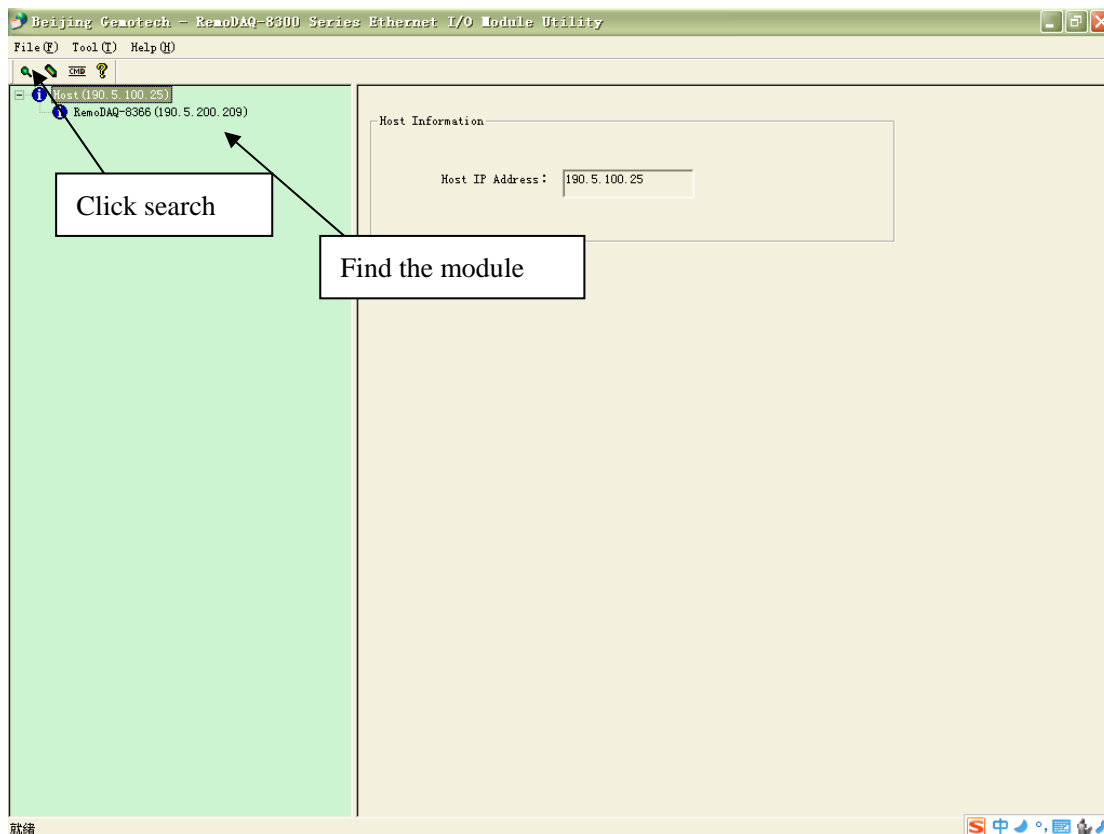 Beijing Gemotech - RemoDAQ-8300 Series Ethernet I/O Module Utility
File(F) Tool(T) Help(H)
CMD
Host(190.5.100.25)
RemoDAQ-8366(190.5.200.209)
Host Information
Host IP Address: 190.5.100.25
Click search
Find the module
就绪
中